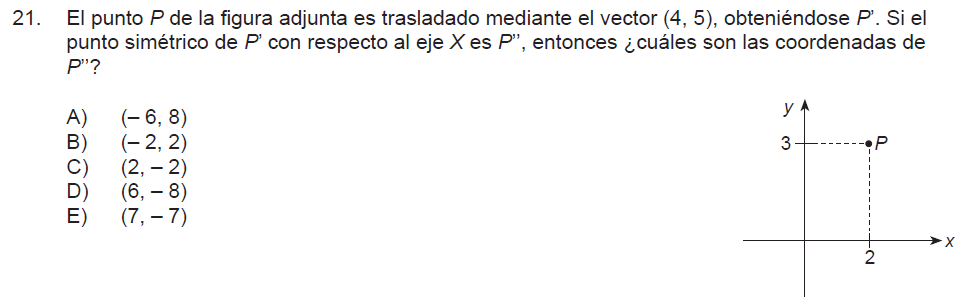 21. El punto P de la figura adjunta es trasladado mediante el vector (4, 5), obteniéndose P’. Si el
punto simétrico de P’ con respecto al eje X es P’’, entonces ¿cuáles son las coordenadas de
P’’?
A) (– 6, 8)
B) (– 2, 2)
C) (2, – 2)
D) (6, – 8)
E) (7, – 7)
y
3
P
x
2